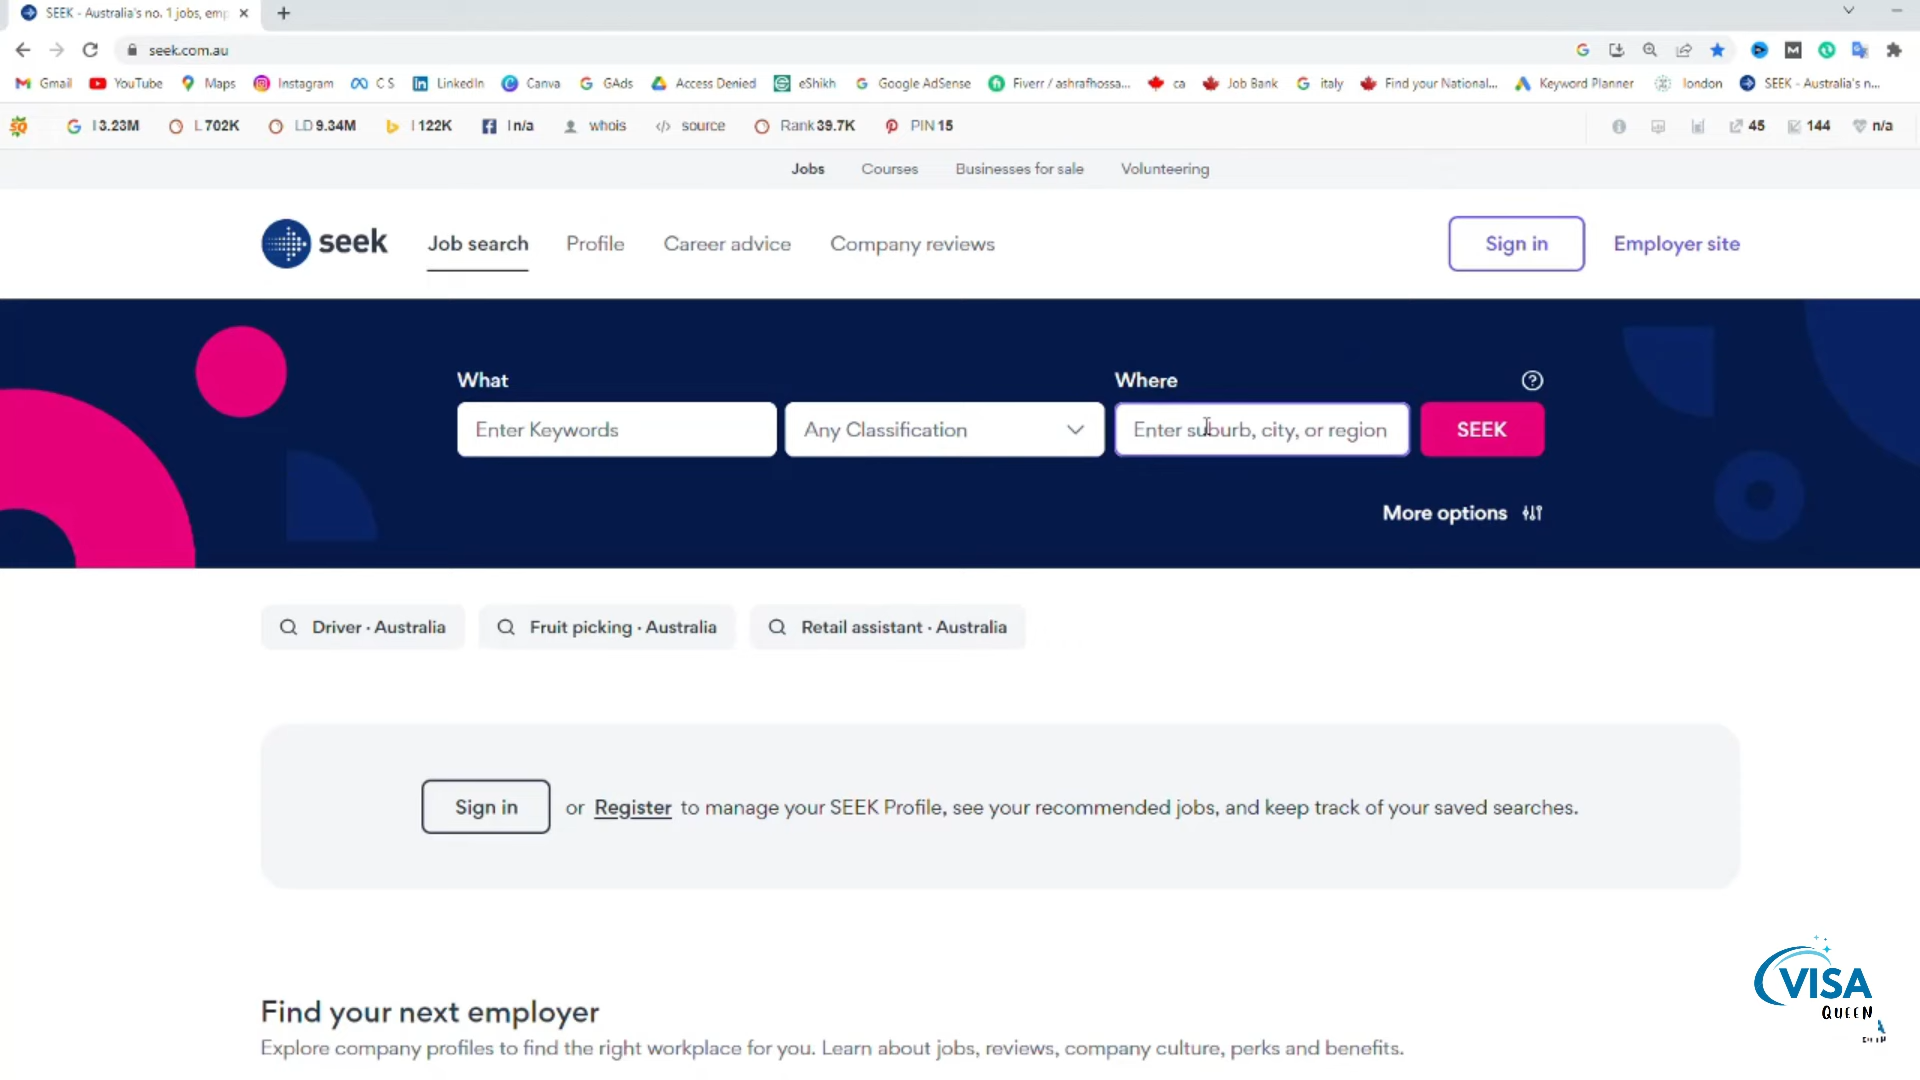 SEEK - Australia's no. 1 jobs, emp
seek.com.au
Gmail YouTube Maps Instagram C S LinkedIn Canva GAds Access Denied eShikh Google AdSense Fiverr / ashrafhossa... ca Job Bank italy Find your National... Keyword Planner london SEEK - Australia's n...
I 3.23M L 702K LD 9.34M I 122K I n/a whois source Rank 39.7K PIN 15 45 144 n/a
Jobs Courses Businesses for sale Volunteering
seek Job search Profile Career advice Company reviews Sign in Employer site
What Where
Enter Keywords Any Classification Enter suburb, city, or region SEEK
More options
Driver · Australia Fruit picking · Australia Retail assistant · Australia
Sign in or Register to manage your SEEK Profile, see your recommended jobs, and keep track of your saved searches.
VISA
QUEEN
Find your next employer
Explore company profiles to find the right workplace for you. Learn about jobs, reviews, company culture, perks and benefits.